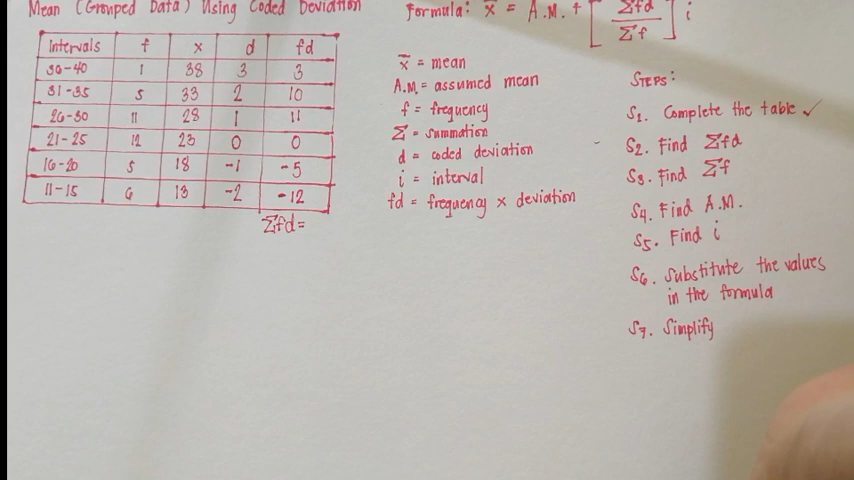 Mean (Grouped Data) Using Coded Deviation
Formula: x̄ = A.M. + [ Σfd / Σf ] i
Intervals f x d fd
36-40 1 38 3 3
31-35 5 33 2 10
26-30 11 28 1 11
21-25 12 23 0 0
16-20 5 18 -1 -5
11-15 6 13 -2 -12
Σfd=
x̄ = mean
A.M. = assumed mean
f = frequency
Σ = summation
d = coded deviation
i = interval
fd = frequency x deviation
STEPS:
S1. Complete the table ✓
S2. Find Σfd
S3. Find Σf
S4. Find A.M.
S5. Find i
S6. Substitute the values
in the formula
S7. Simplify